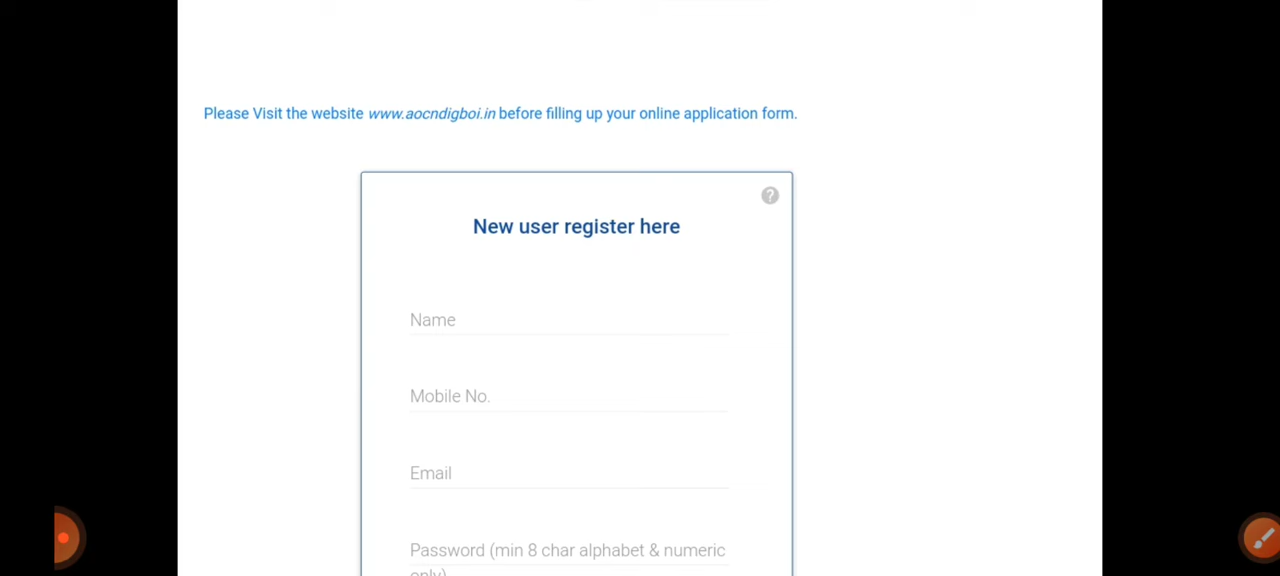 Please Visit the website www.aocndigboi.in before filling up your online application form.
?
New user register here
Name
Mobile No.
Email
Password (min 8 char alphabet & numeric
only)